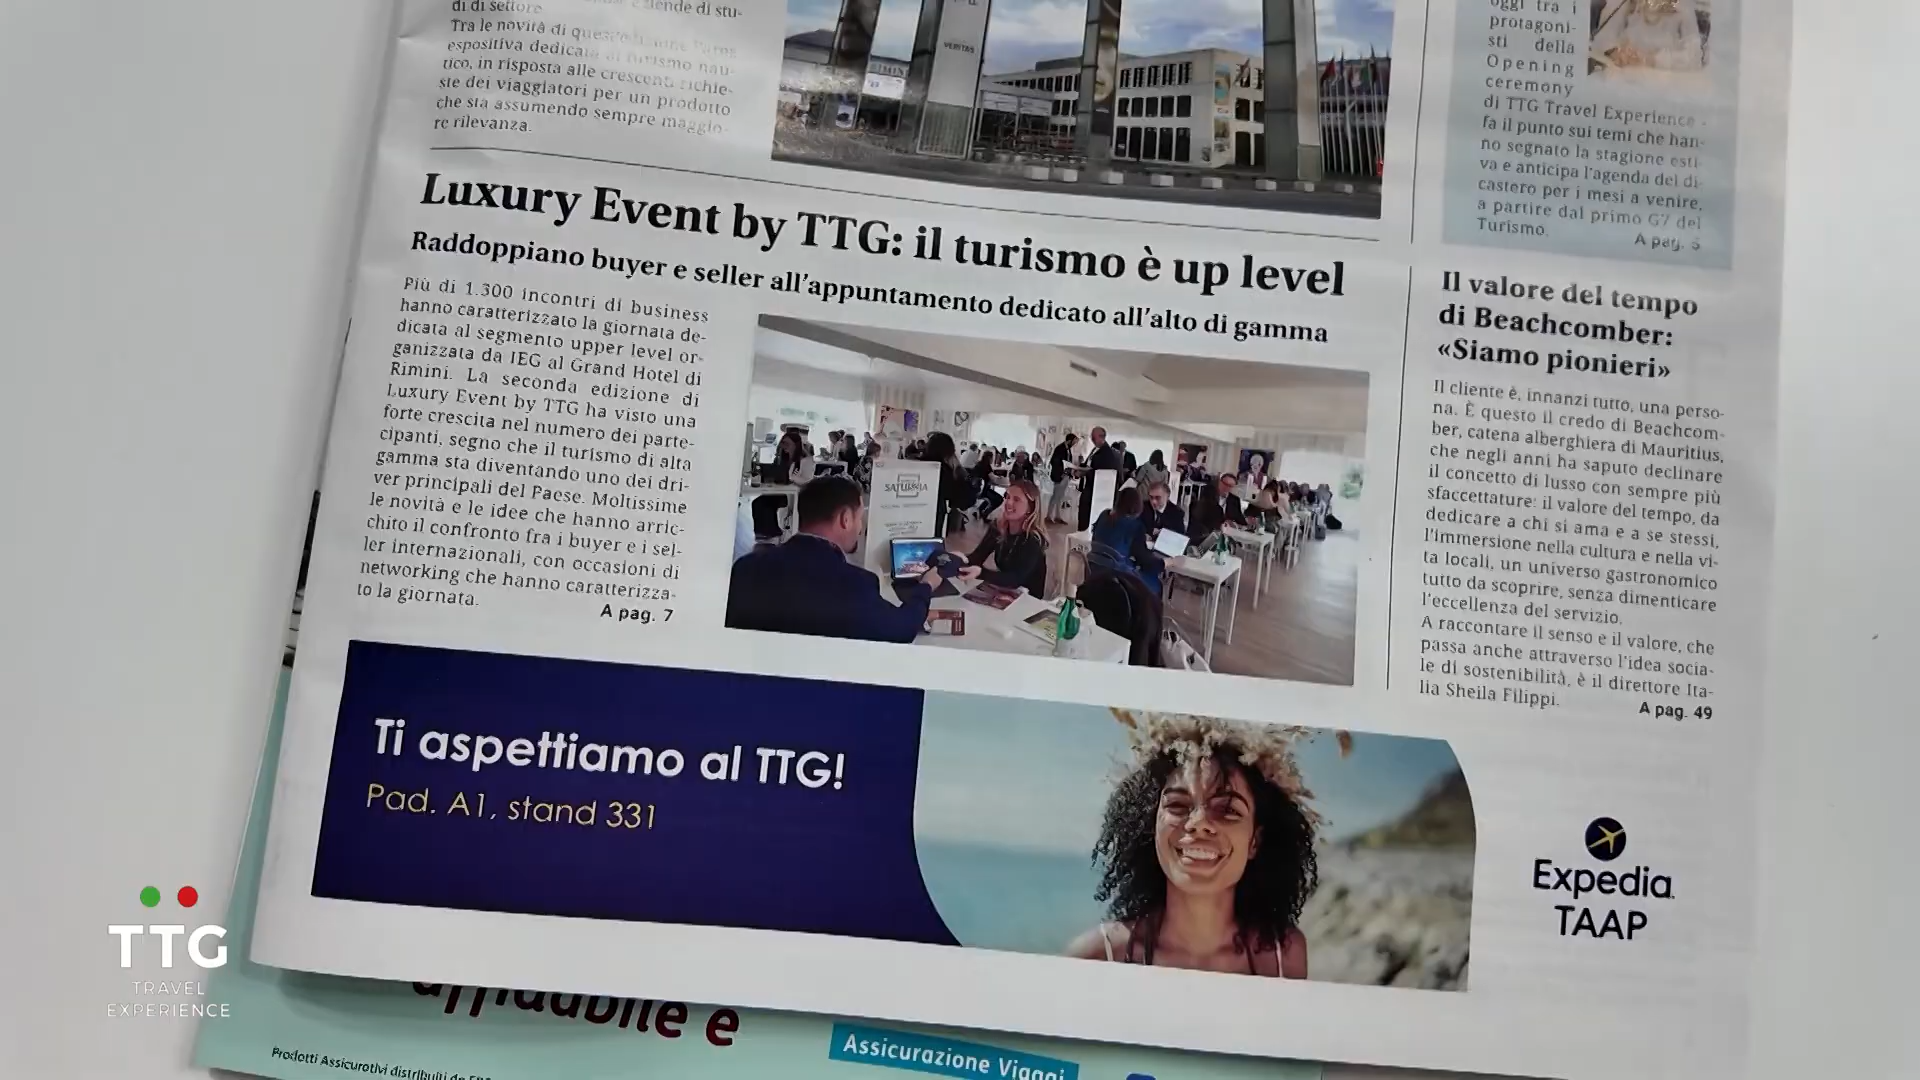 di di settore
Tra le novità di
espositiva dedicata al turismo nau-
tico, in risposta alle crescenti richie-
ste dei viaggiatori per un prodotto
che sta assumendo sempre maggio-
re rilevanza.
VERITAS
oggi tra i
protagoni-
sti della
Opening
ceremony
di TTG Travel Experience -
fa il punto sui temi che han-
no segnato la stagione esti-
va e anticipa l'agenda del di-
castero per i mesi a venire,
a partire dal primo G7 del
Turismo.
A pag. 5
Luxury Event by TTG: il turismo è up level
Raddoppiano buyer e seller all'appuntamento dedicato all'alto di gamma
Più di 1.300 incontri di business
hanno caratterizzato la giornata de-
dicata al segmento upper level or-
ganizzata da IEG al Grand Hotel di
Rimini. La seconda edizione di
Luxury Event by TTG ha visto una
forte crescita nel numero dei parte-
cipanti, segno che il turismo di alta
gamma sta diventando uno dei dri-
ver principali del Paese. Moltissime
le novità e le idee che hanno arric-
chito il confronto fra i buyer e i sel-
ler internazionali, con occasioni di
networking che hanno caratterizza-
to la giornata.
A pag. 7
SATURNIA
Il valore del tempo
di Beachcomber:
«Siamo pionieri»
Il cliente è, innanzi tutto, una perso-
na. È questo il credo di Beachcom-
ber, catena alberghiera di Mauritius,
che negli anni ha saputo declinare
il concetto di lusso con sempre più
sfaccettature: il valore del tempo, da
dedicare a chi si ama e a se stessi,
l'immersione nella cultura e nella vi-
ta locali, un universo gastronomico
tutto da scoprire, senza dimenticare
l'eccellenza del servizio.
A raccontare il senso e il valore, che
passa anche attraverso l'idea socia-
le di sostenibilità, è il direttore Ita-
lia Sheila Filippi.
A pag. 49
Ti aspettiamo al TTG!
Pad. A1, stand 331
Expedia
TAAP
TTG
TRAVEL
EXPERIENCE
affidabile e
Prodotti Assicurativi distribuiti da
Assicurazione Viaggi